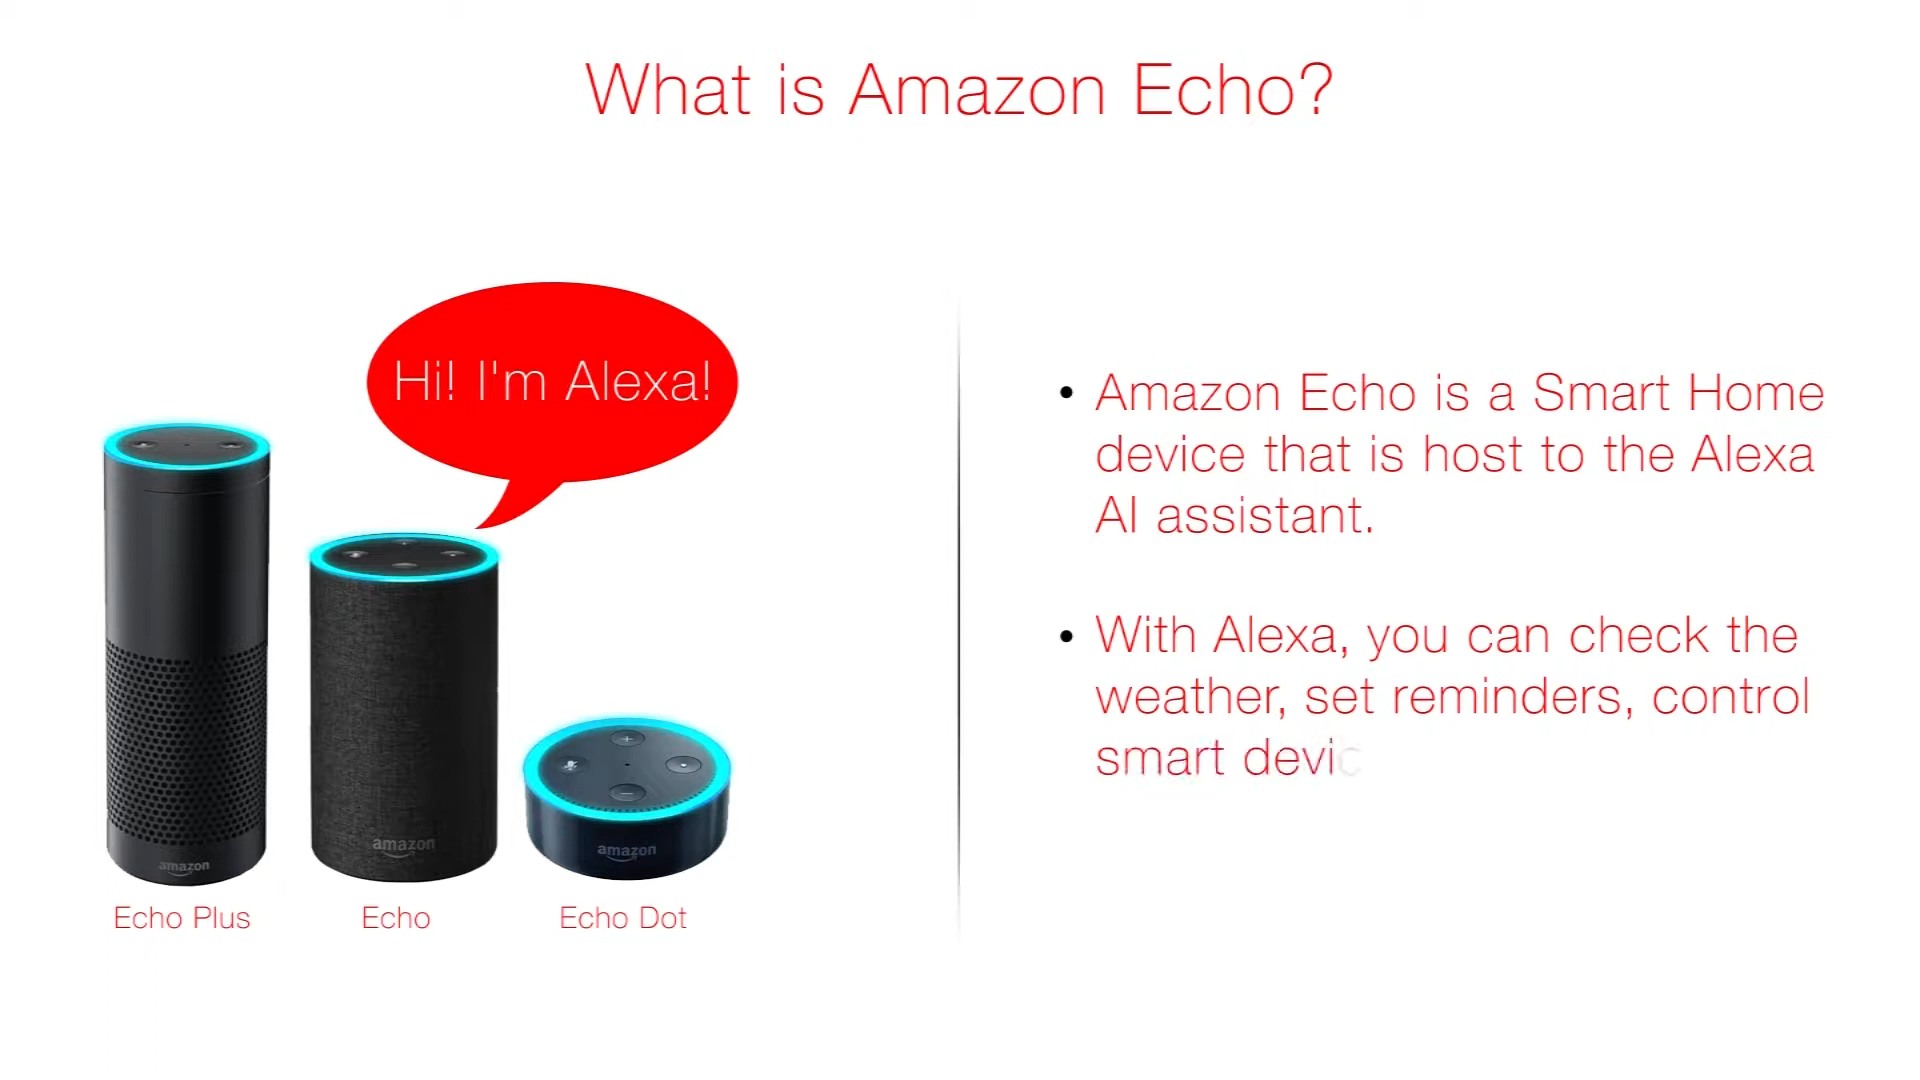 What is Amazon Echo?
Hi! I'm Alexa!
• Amazon Echo is a Smart Home
device that is host to the Alexa
AI assistant.
• With Alexa, you can check the
weather, set reminders, control
smart devic
amazon
amazon
amazon
Echo Plus
Echo
Echo Dot